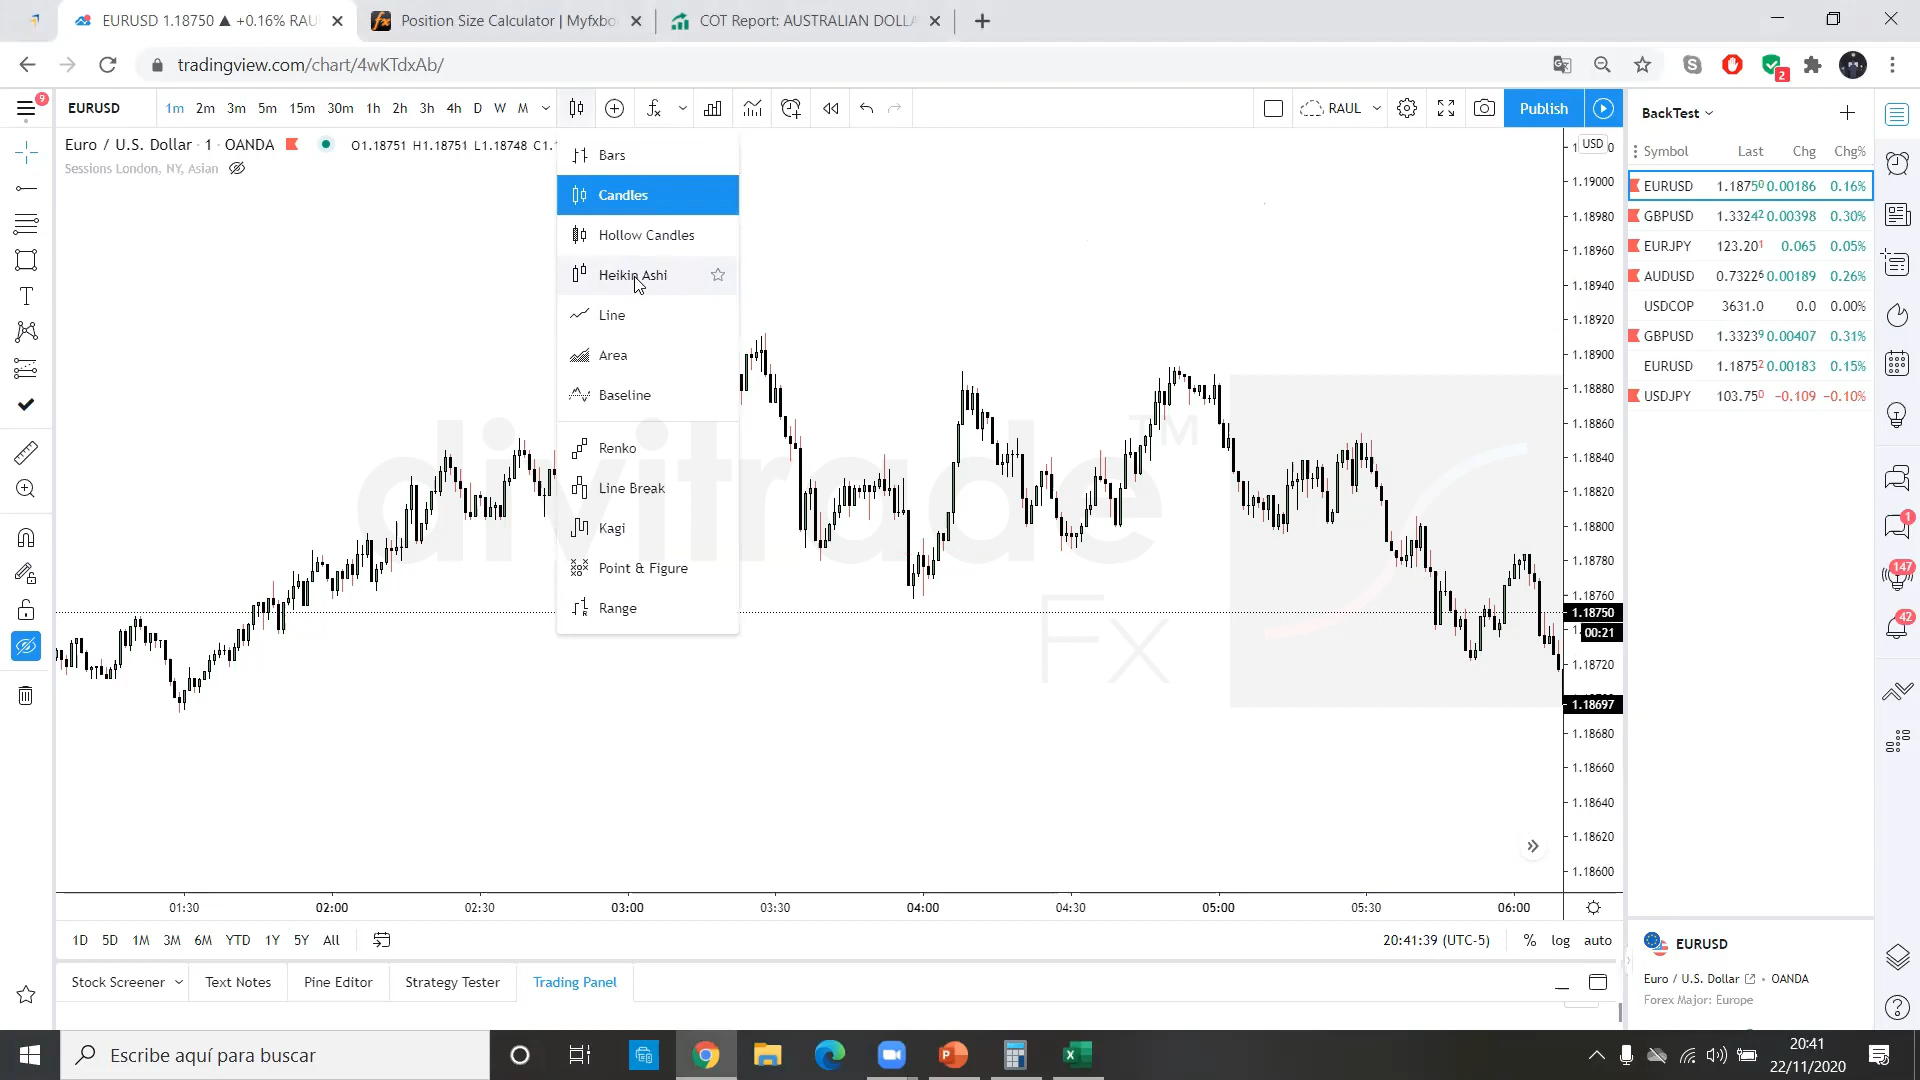 EURUSD 1.18750 ▲ +0.16% RAU
Position Size Calculator | Myfxbo
COT Report: AUSTRALIAN DOLLA
tradingview.com/chart/4wKTdxAb/
2
9
EURUSD 1m 2m 3m 5m 15m 30m 1h 2h 3h 4h D W M
RAUL
Publish
Euro / U.S. Dollar · 1 · OANDA
O1.18751 H1.18751 L1.18748 C1.1
Sessions London, NY, Asian
Bars
Candles
Hollow Candles
Heikin Ashi
Line
Area
Baseline
Renko
Line Break
Kagi
Point & Figure
Range
divitrade™
Fx
USD
1.19000
1.18980
1.18960
1.18940
1.18920
1.18900
1.18880
1.18860
1.18840
1.18820
1.18800
1.18780
1.18760
1.18750
00:21
1.18720
1.18697
1.18680
1.18660
1.18640
1.18620
1.18600
01:30 02:00 02:30 03:00 03:30 04:00 04:30 05:00 05:30 06:00
1D 5D 1M 3M 6M YTD 1Y 5Y All
20:41:39 (UTC-5) % log auto
Stock Screener Text Notes Pine Editor Strategy Tester Trading Panel
BackTest
Symbol Last Chg Chg%
EURUSD 1.18750 0.00186 0.16%
GBPUSD 1.33242 0.00398 0.30%
EURJPY 123.201 0.065 0.05%
AUDUSD 0.73226 0.00189 0.26%
USDCOP 3631.0 0.0 0.00%
GBPUSD 1.33239 0.00407 0.31%
EURUSD 1.18752 0.00183 0.15%
USDJPY 103.750 −0.109 −0.10%
1
147
42
EURUSD
Euro / U.S. Dollar • OANDA
Forex Major: Europe
Escribe aquí para buscar
20:41
22/11/2020